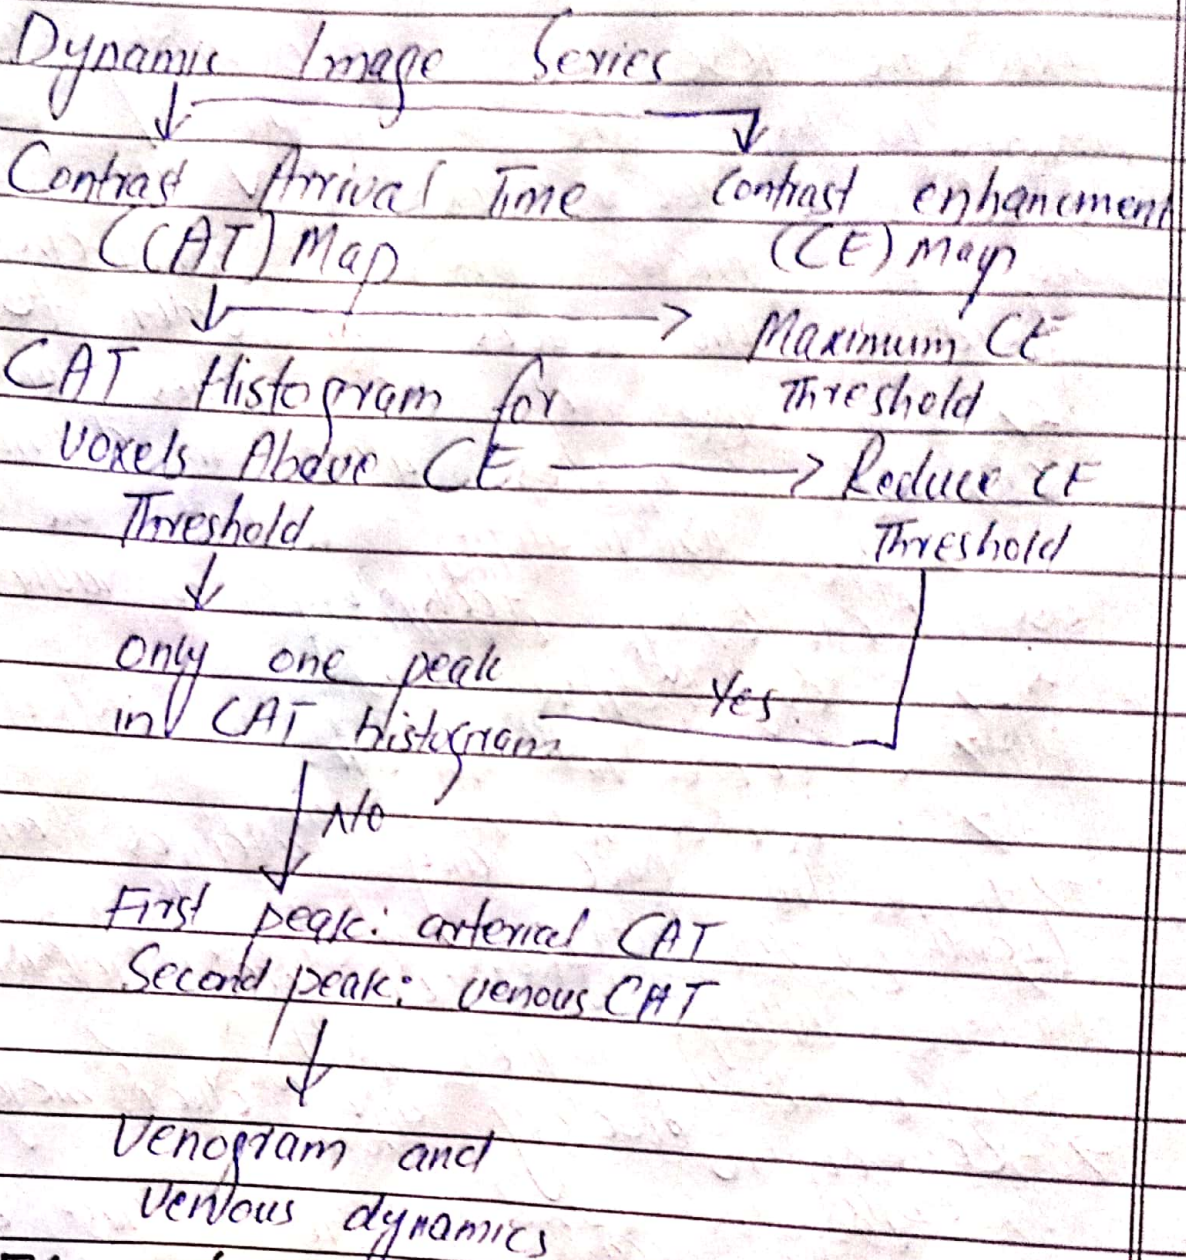 Dynamic Image Series
Contrast Arrival Time
(CAT) Map
Contrast enhancment
(CE) Map
Maximum CE
Threshold
CAT Histogram for
voxels Above CE
Threshold
Reduce CE
Threshold
only one peak
in CAT histogram
Yes
No
First peak: arterial CAT
Second peak: venous CAT
Venogram and
venous dynamics